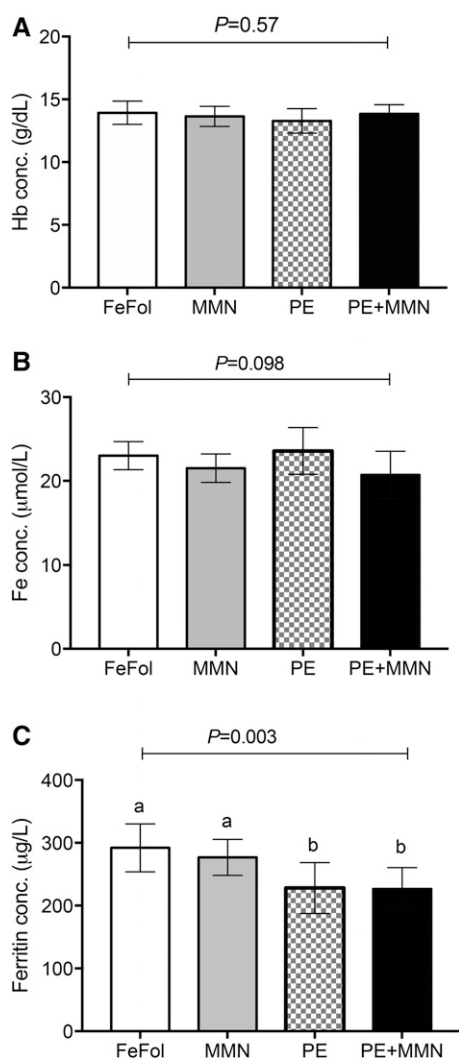 A
P=0.57
Hb conc. (g/dL)
20
15
10
5
0
FeFol MMN PE PE+MMN
B
P=0.098
Fe conc. (µmol/L)
30
20
10
0
FeFol MMN PE PE+MMN
C
P=0.003
Ferritin conc. (µg/L)
400
300
200
100
0
a a b b
FeFol MMN PE PE+MMN